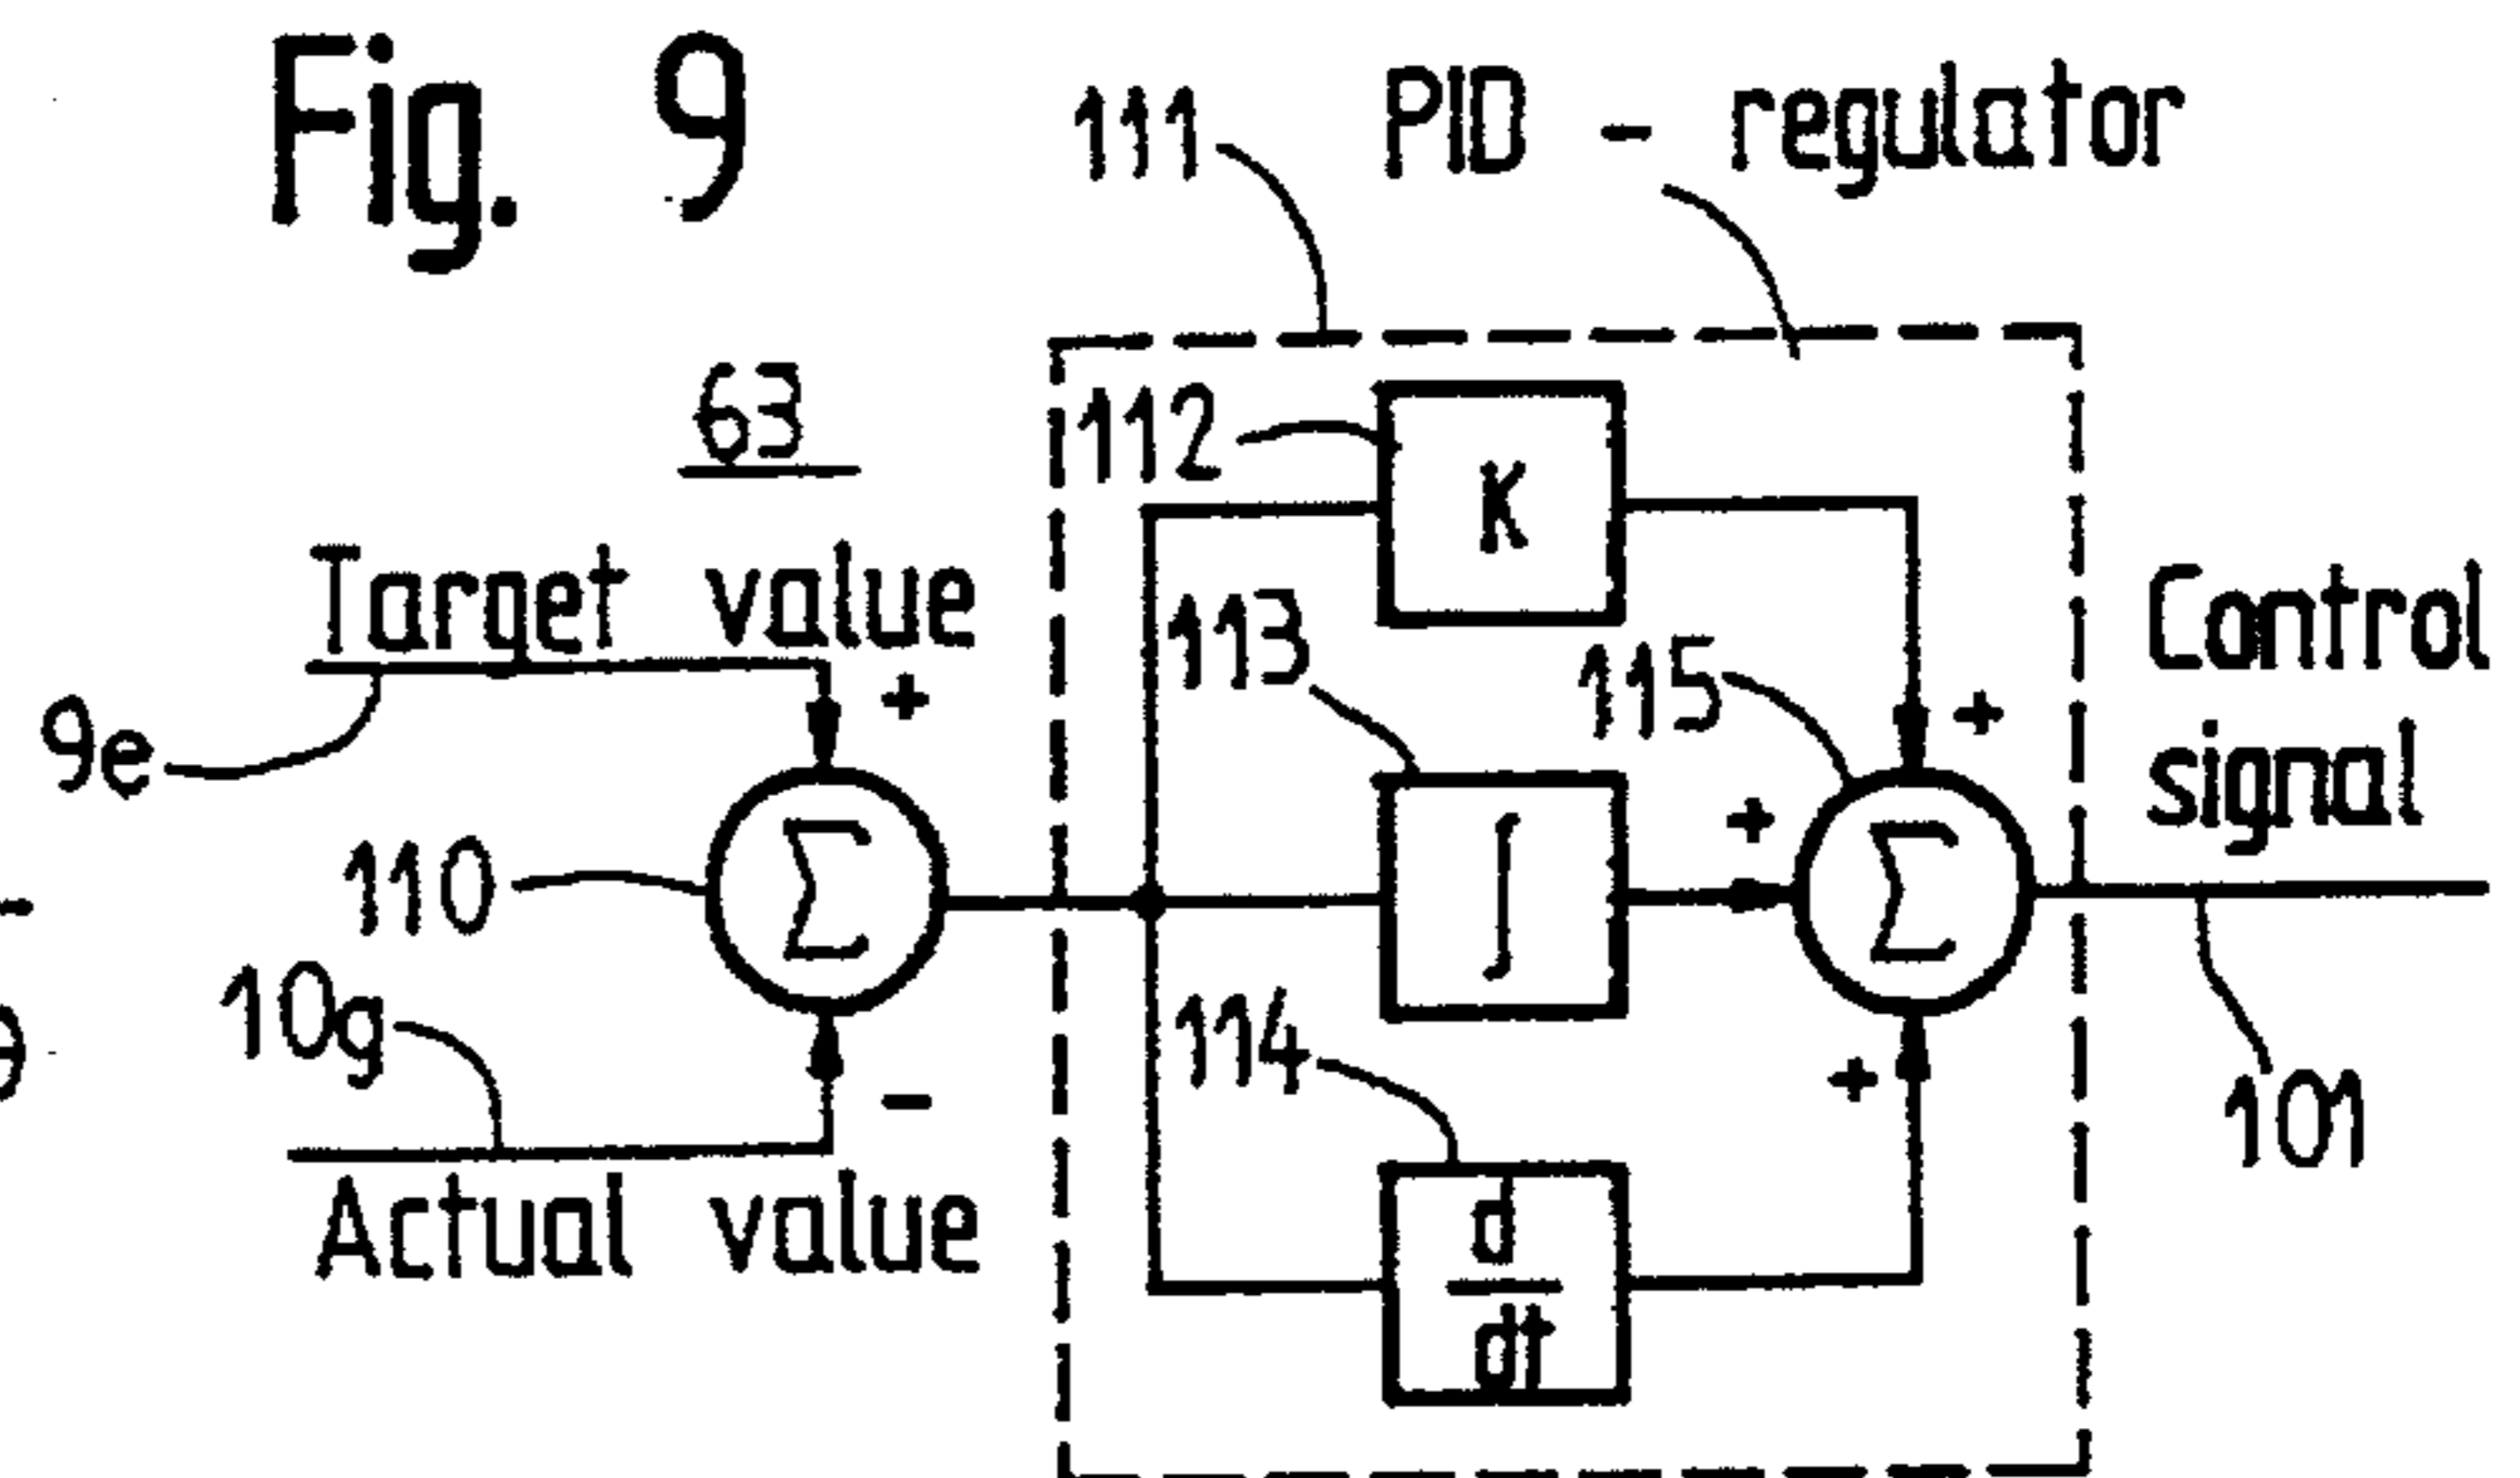 Fig. 9
111 PID - regulator
63
112
K
Target value
+
113
115
Control
signal
9e
+
+
110
Σ
∫
Σ
10g
114
-
+
101
Actual value
d
dt